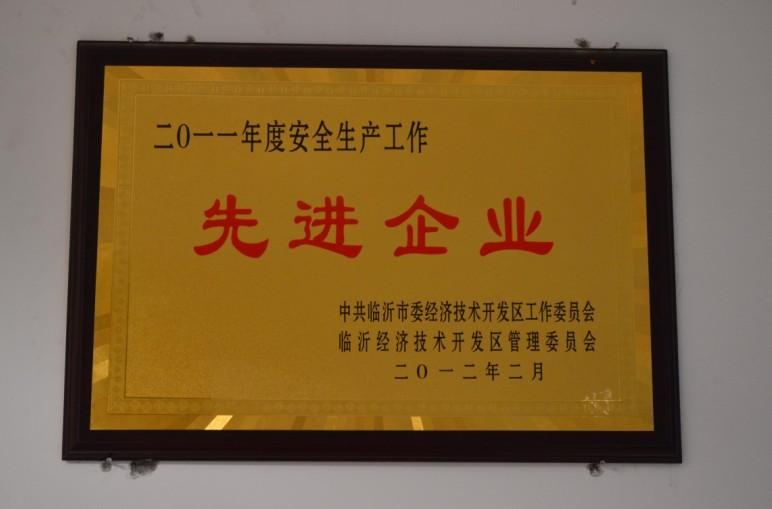 二〇一一年度安全生产工作
先进企业
中共临沂市委经济技术开发区工作委员会
临沂经济技术开发区管理委员会
二〇一二年二月